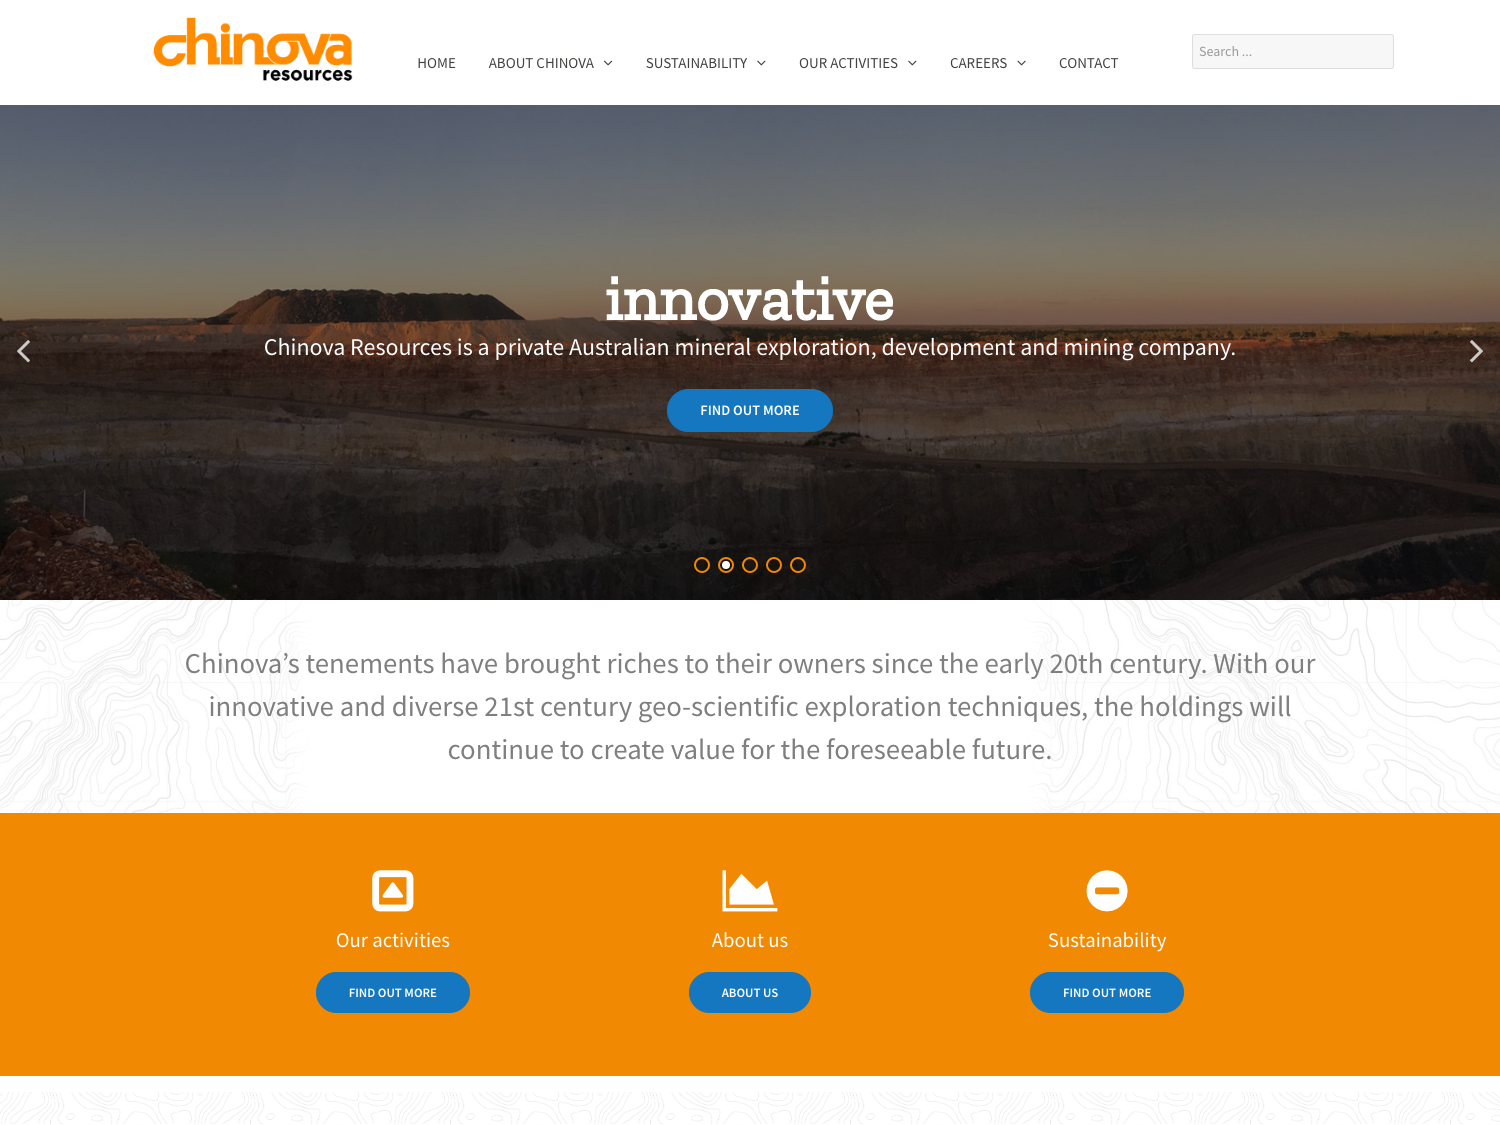 chinova
resources
HOME
ABOUT CHINOVA
SUSTAINABILITY
OUR ACTIVITIES
CAREERS
CONTACT
Search ...
innovative
Chinova Resources is a private Australian mineral exploration, development and mining company.
FIND OUT MORE
Chinova’s tenements have brought riches to their owners since the early 20th century. With our
innovative and diverse 21st century geo-scientific exploration techniques, the holdings will
continue to create value for the foreseeable future.
Our activities
FIND OUT MORE
About us
ABOUT US
Sustainability
FIND OUT MORE